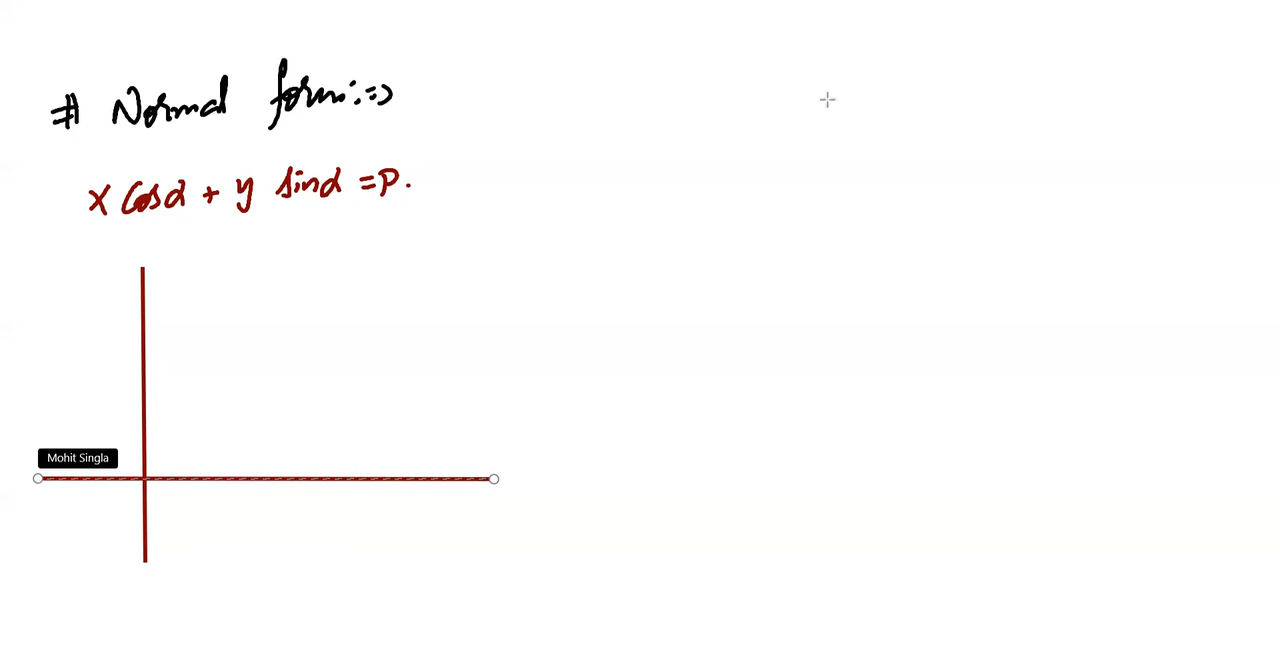 # Normal form:=>
x Cosα + y sinα = P.
Mohit Singla